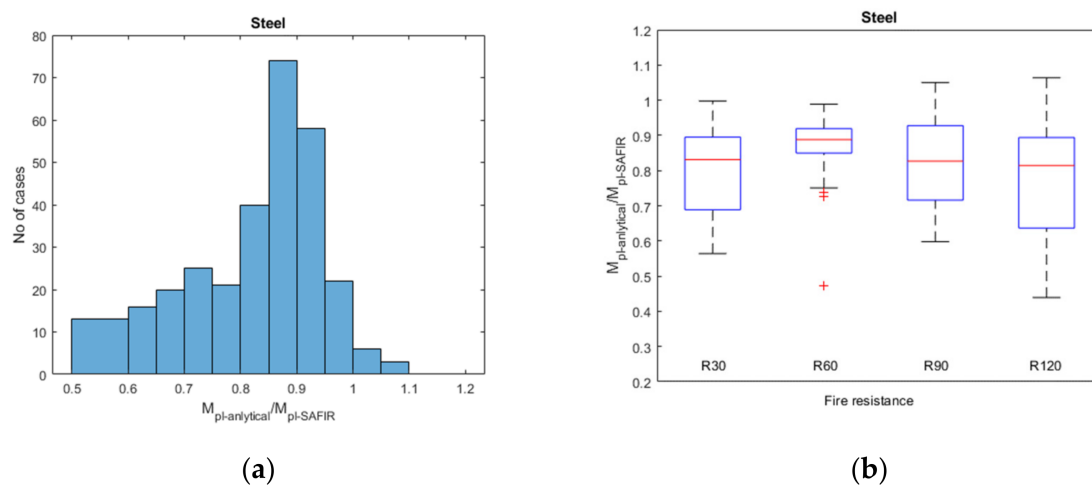 Steel
80
70
60
50
40
30
20
10
0
No of cases
0.5 0.6 0.7 0.8 0.9 1 1.1 1.2
Mpl-anlytical/Mpl-SAFIR
(a)
Steel
1.2
1.1
1
0.9
0.8
0.7
0.6
0.5
0.4
0.3
0.2
Mpl-analytical/Mpl-SAFIR
R30 R60 R90 R120
Fire resistance
(b)